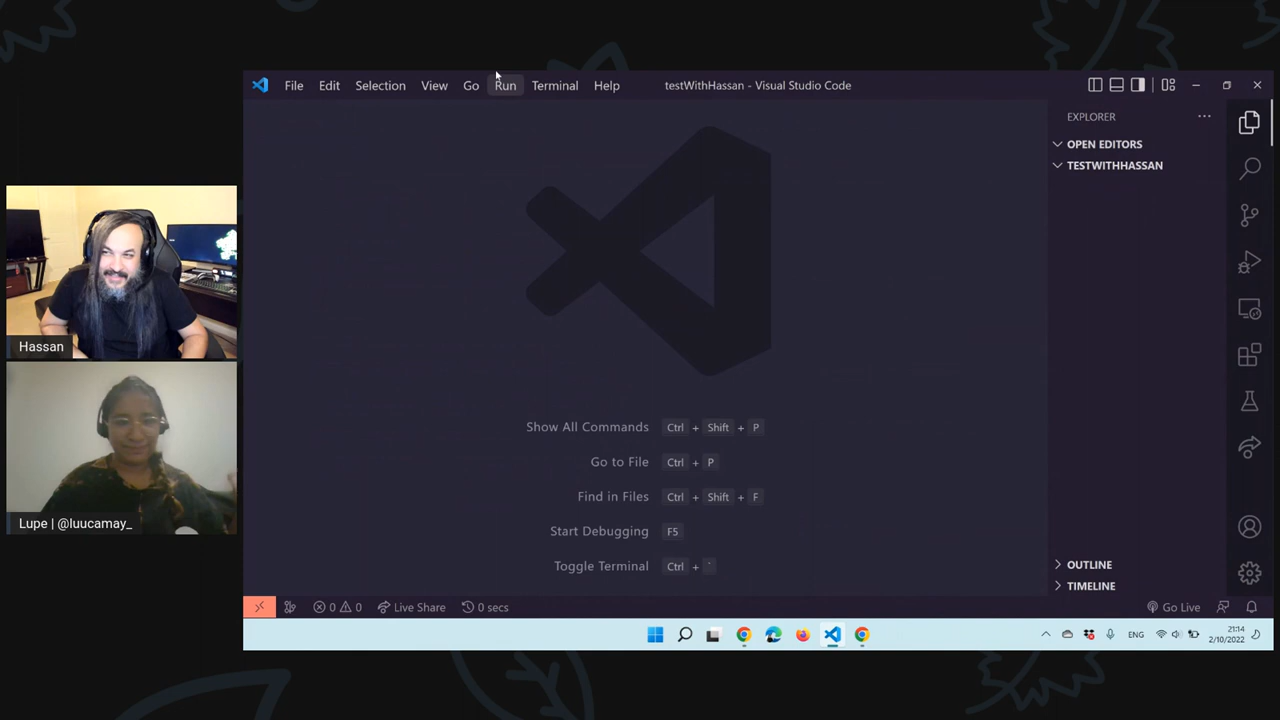 File Edit Selection View Go Run Terminal Help testWithHassan - Visual Studio Code
EXPLORER
OPEN EDITORS
TESTWITHHASSAN
Hassan
Lupe | @luucamay_
Show All Commands Ctrl + Shift + P
Go to File Ctrl + P
Find in Files Ctrl + Shift + F
Start Debugging F5
Toggle Terminal Ctrl + `
OUTLINE
TIMELINE
0 0 Live Share 0 secs Go Live
ENG 21:14
2/10/2022